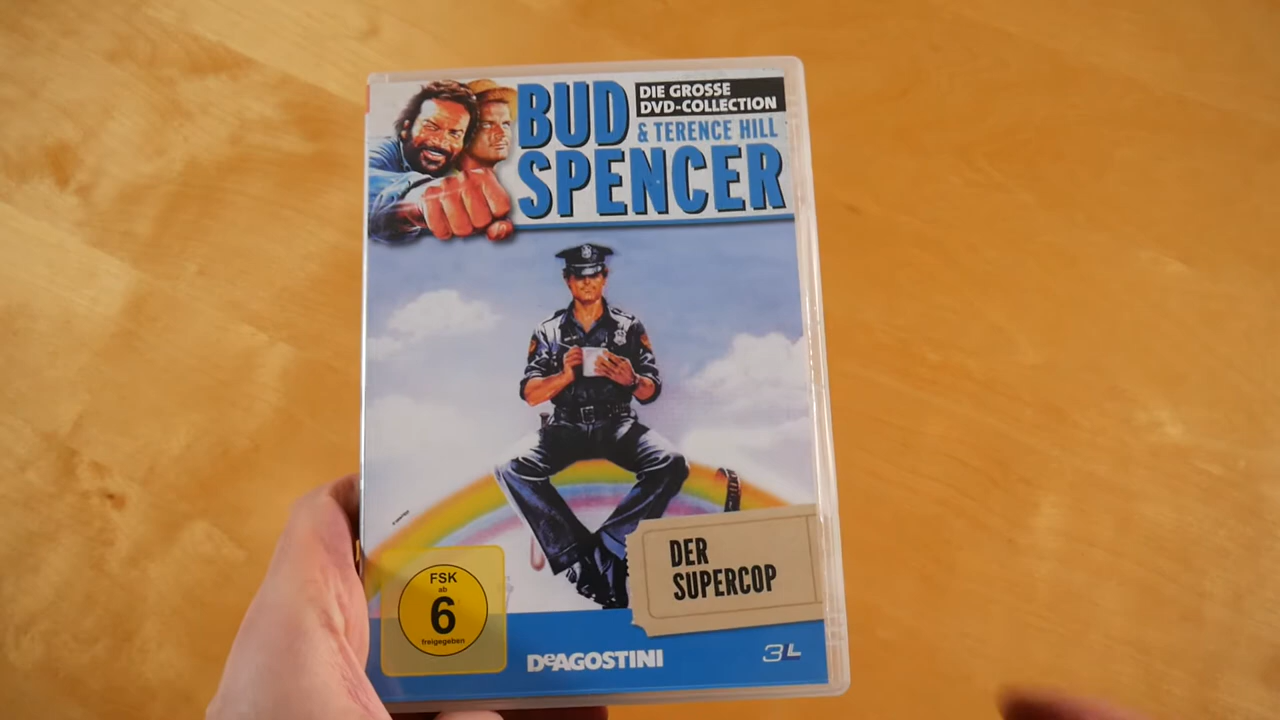 DIE GROSSE
DVD-COLLECTION
BUD
& TERENCE HILL
SPENCER
DER
SUPERCOP
FSK
ab
6
freigegeben
DeAGOSTINI
3L